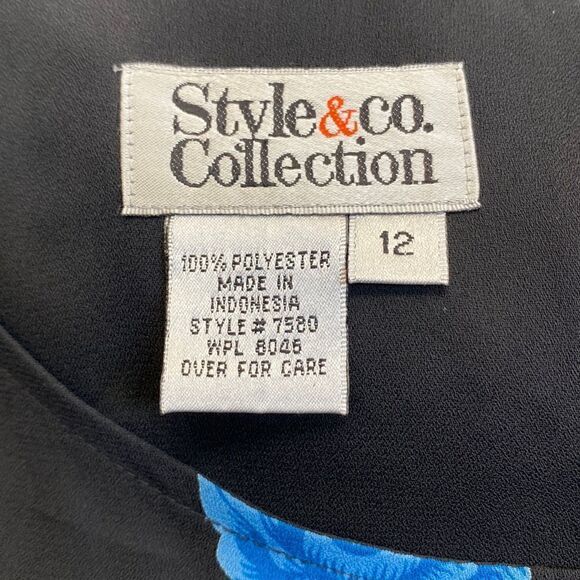 Style&co.
Collection
12
100% POLYESTER
MADE IN
INDONESIA
STYLE # 7580
WPL 8046
OVER FOR CARE